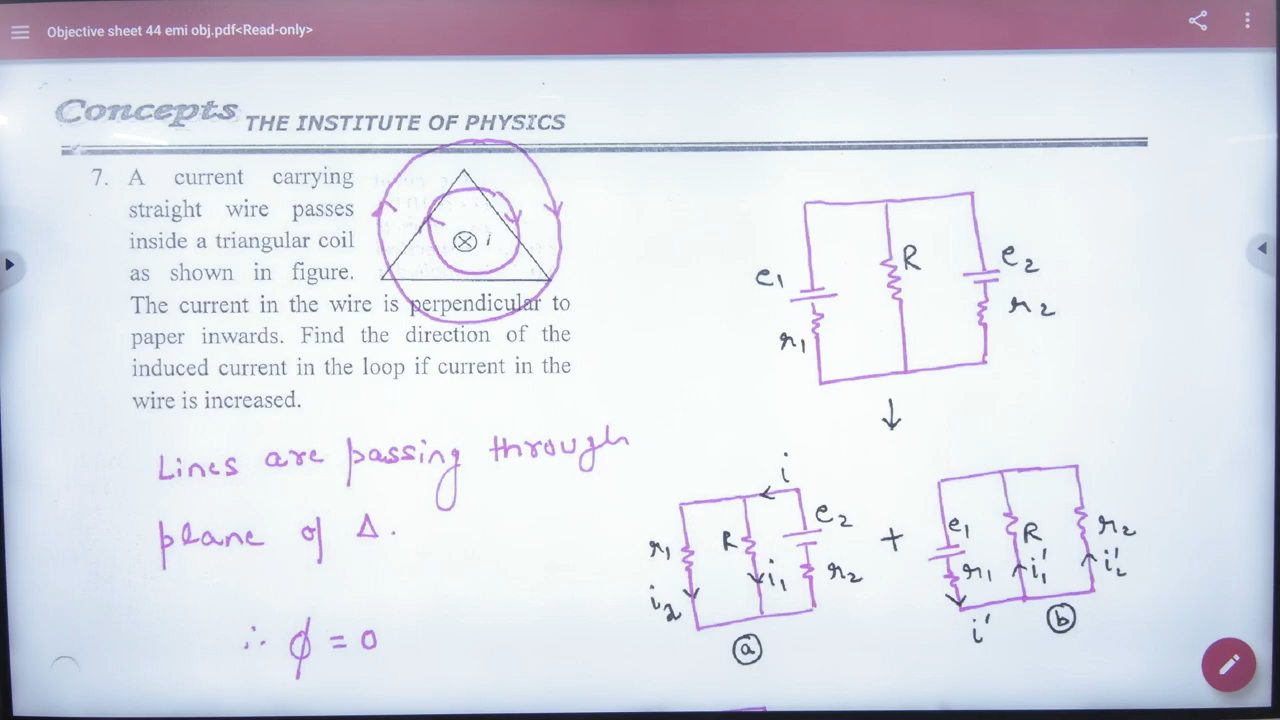 Objective sheet 44 emi obj.pdf<Read-only>
Concepts THE INSTITUTE OF PHYSICS
7. A current carrying
straight wire passes
inside a triangular coil
as shown in figure.
The current in the wire is perpendicular to
paper inwards. Find the direction of the
induced current in the loop if current in the
wire is increased.
i
Lines are passing through
plane of Δ.
∴ ϕ = 0
e1
r1
R
e2
r2
↓
i
r1
i2
R
i1
e2
r2
a
+
e1
r1
i'
R
i1'
r2
i2'
b